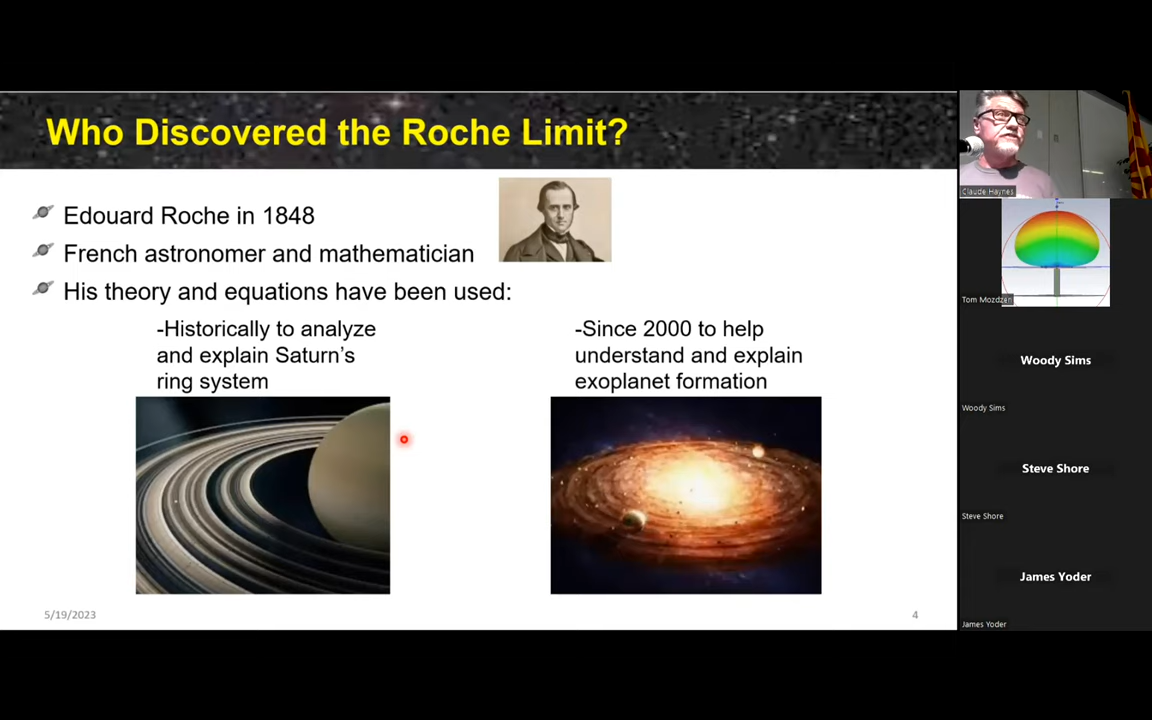 Who Discovered the Roche Limit?
Edouard Roche in 1848
French astronomer and mathematician
His theory and equations have been used:
-Historically to analyze
and explain Saturn's
ring system
-Since 2000 to help
understand and explain
exoplanet formation
5/19/2023
4
Claude Haynes
Tom Mozdzen
Woody Sims
Woody Sims
Steve Shore
Steve Shore
James Yoder
James Yoder